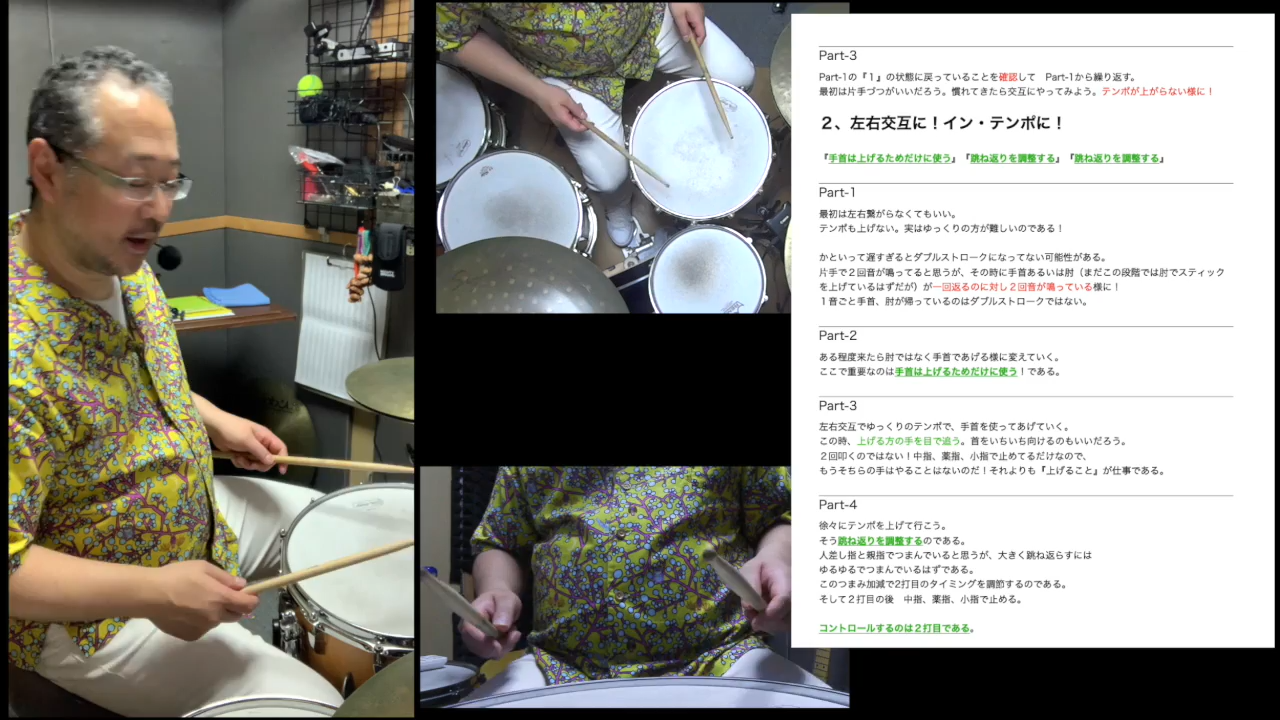 Part-3
Part-1の『１』の状態に戻っていることを確認して　Part-1から繰り返す。
最初は片手づつがいいだろう。慣れてきたら交互にやってみよう。テンポが上がらない様に！
２、左右交互に！イン・テンポに！
『手首は上げるためだけに使う』『跳ね返りを調整する』『跳ね返りを調整する』
Part-1
最初は左右繋がらなくてもいい。
テンポも上げない。実はゆっくりの方が難しいのである！
かといって遅すぎるとダブルストロークになってない可能性がある。
片手で２回音が鳴ってると思うが、その時に手首あるいは肘（まだこの段階では肘でスティック
を上げているはずだが）が一回返るのに対し２回音が鳴っている様に！
１音ごと手首、肘が帰っているのはダブルストロークではない。
Part-2
ある程度来たら肘ではなく手首であげる様に変えていく。
ここで重要なのは手首は上げるためだけに使う！である。
Part-3
左右交互でゆっくりのテンポで、手首を使ってあげていく。
この時、上げる方の手を目で追う。首をいちいち向けるのもいいだろう。
２回叩くのではない！中指、薬指、小指で止めてるだけなので、
もうそちらの手はやることはないのだ！それよりも『上げること』が仕事である。
Part-4
徐々にテンポを上げて行こう。
そう跳ね返りを調整するのである。
人差し指と親指でつまんでいると思うが、大きく跳ね返らすには
ゆるゆるでつまんでいるはずである。
このつまみ加減で2打目のタイミングを調節するのである。
そして２打目の後　中指、薬指、小指で止める。
コントロールするのは２打目である。